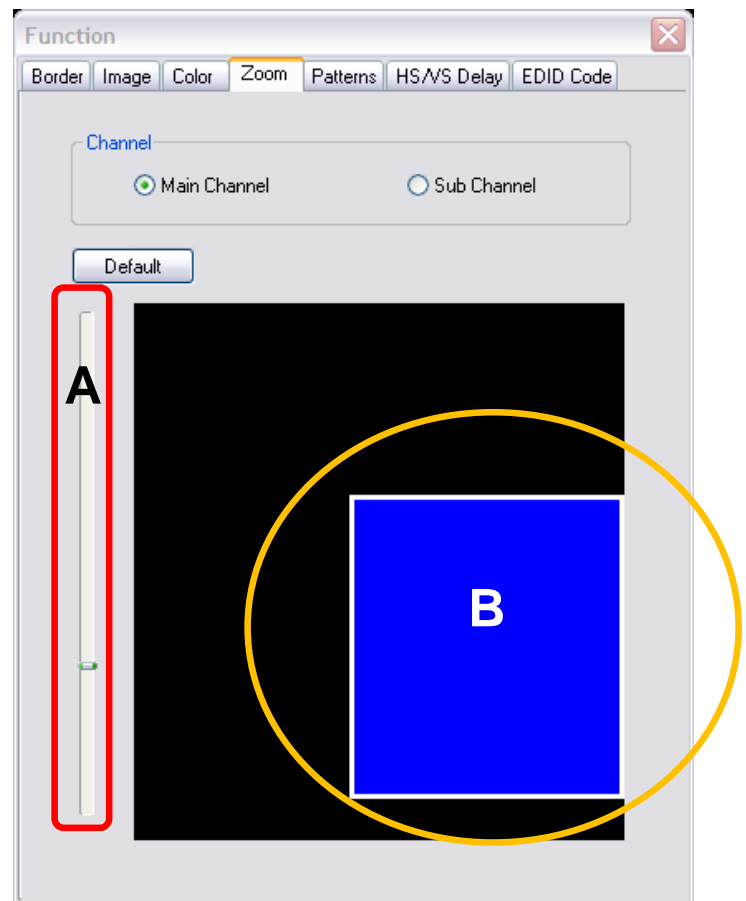 Function
Border Image Color Zoom Patterns HS/VS Delay EDID Code
Channel
Main Channel Sub Channel
Default
A
B